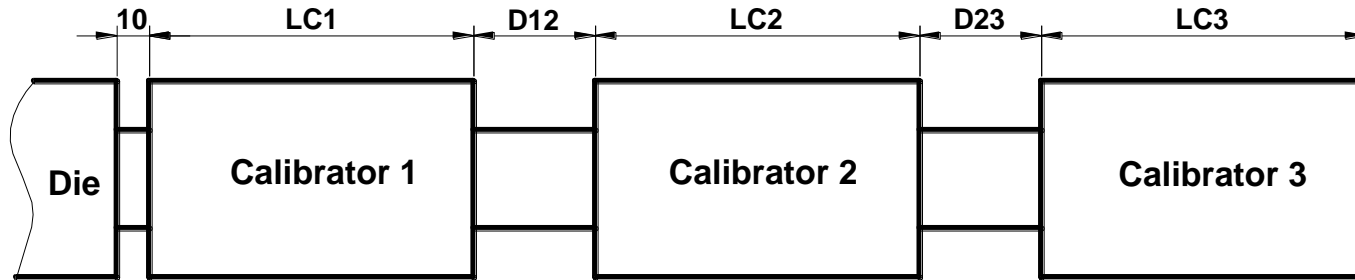 10 LC1 D12 LC2 D23 LC3
Die Calibrator 1 Calibrator 2 Calibrator 3